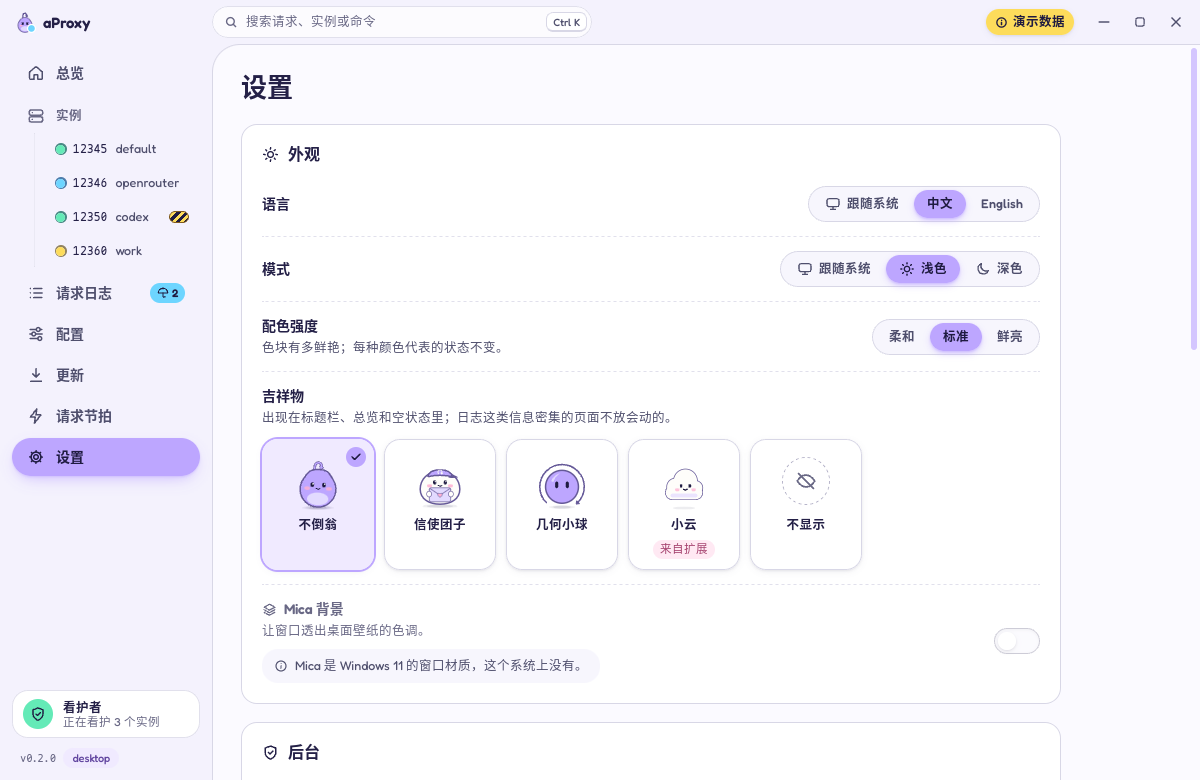 aProxy
搜索请求、实例或命令
Ctrl K
演示数据
总览
实例
12345 default
12346 openrouter
12350 codex
12360 work
请求日志
2
配置
更新
请求节拍
设置
看护者
正在看护 3 个实例
v0.2.0 desktop
设置
外观
语言
跟随系统 中文 English
模式
跟随系统 浅色 深色
配色强度
色块有多鲜艳；每种颜色代表的状态不变。
柔和 标准 鲜亮
吉祥物
出现在标题栏、总览和空状态里；日志这类信息密集的页面不放会动的。
不倒翁 信使团子 几何小球 小云 不显示
来自扩展
Mica 背景
让窗口透出桌面壁纸的色调。
Mica 是 Windows 11 的窗口材质，这个系统上没有。
后台